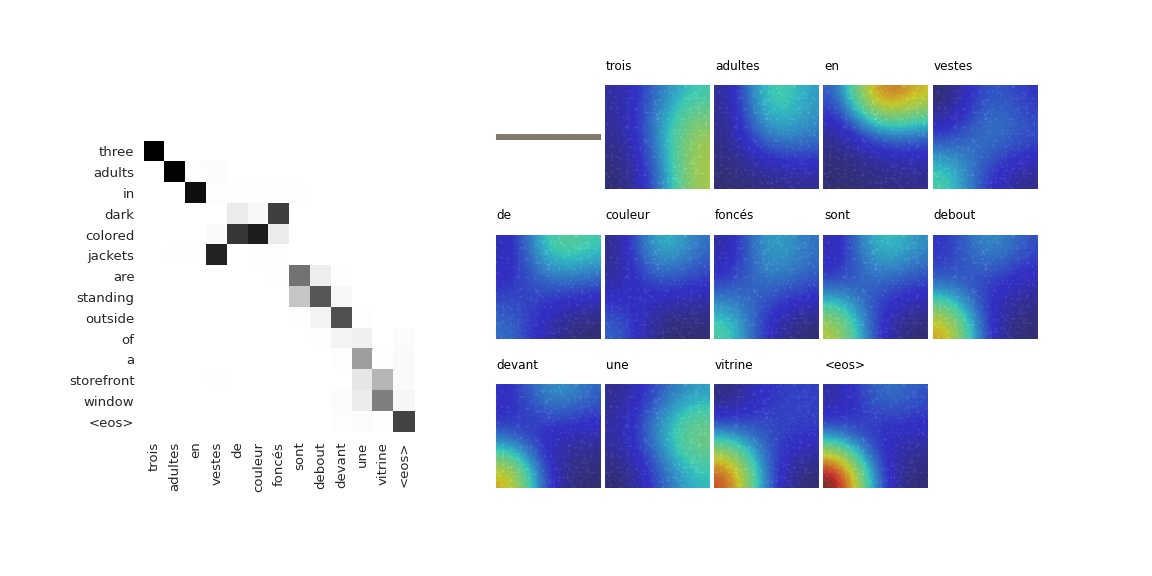 three
adults
in
dark
colored
jackets
are
standing
outside
of
a
storefront
window
<eos>
trois
adultes
en
vestes
de
couleur
foncés
sont
debout
devant
une
vitrine
<eos>
trois adultes en vestes
de couleur foncés sont debout
devant une vitrine <eos>